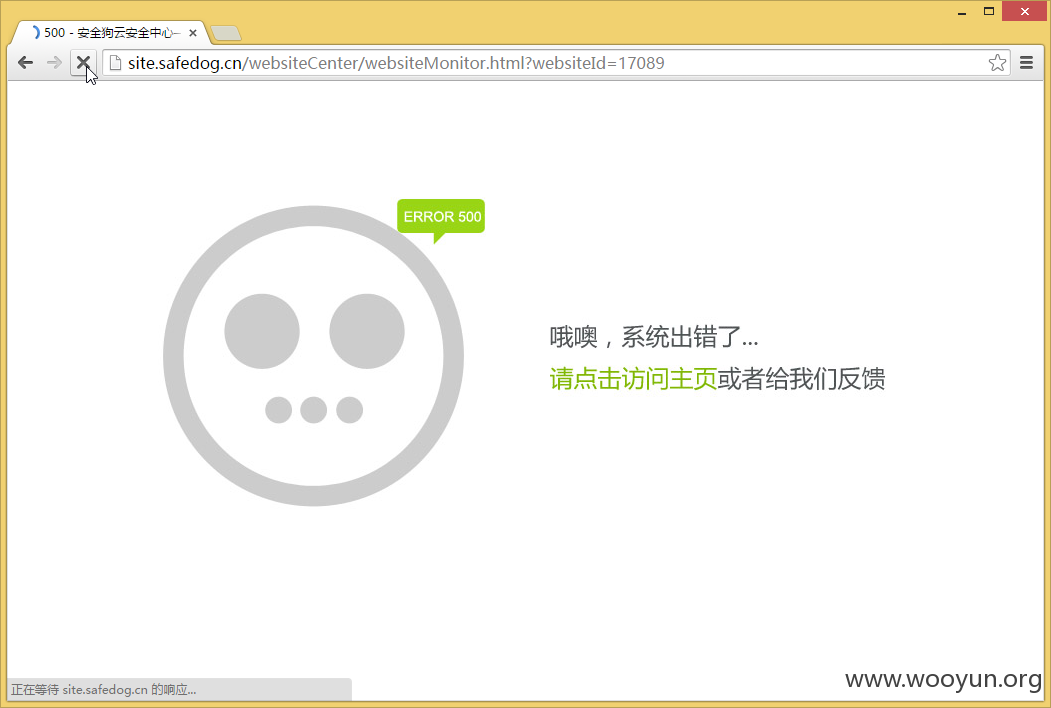 500 - 安全狗云安全中心–
site.safedog.cn/websiteCenter/websiteMonitor.html?websiteId=17089
ERROR 500
哦噢，系统出错了...
请点击访问主页或者给我们反馈
正在等待 site.safedog.cn 的响应...
www.wooyun.org